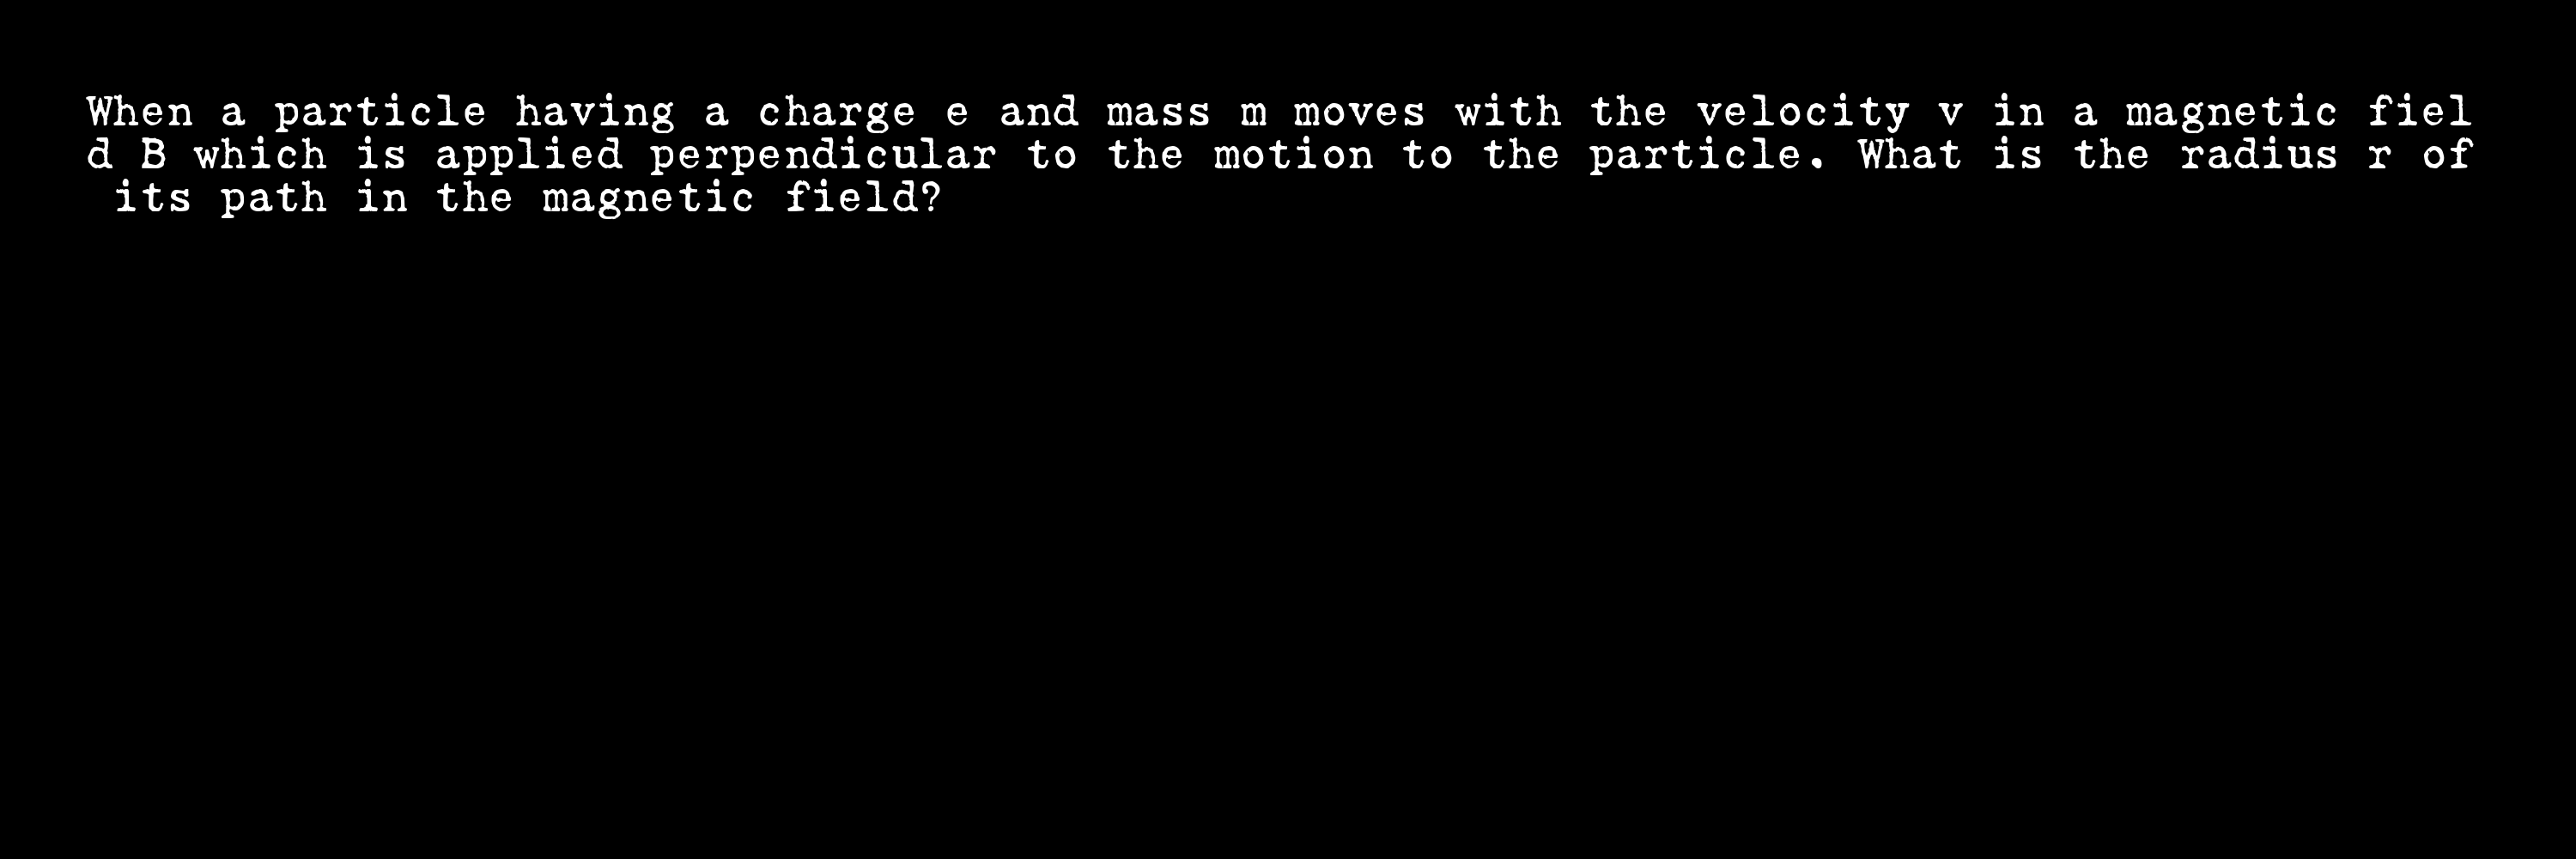 When a particle having a charge e and mass m moves with the velocity v in a magnetic fiel
d B which is applied perpendicular to the motion to the particle. What is the radius r of
 its path in the magnetic field?